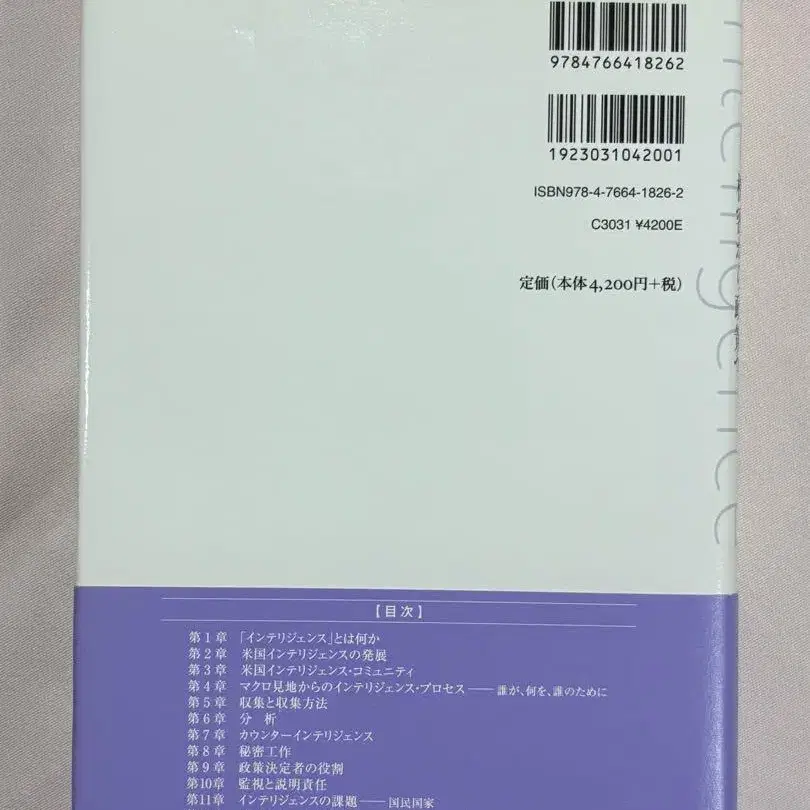 9784766418262
1923031042001
ISBN978-4-7664-1826-2
C3031 ¥4200E
定価(本体4,200円+税)
【目次】
第1章 「インテリジェンス」とは何か
第2章 米国インテリジェンスの発展
第3章 米国インテリジェンス・コミュニティ
第4章 マクロ見地からのインテリジェンス・プロセス――誰が、何を、誰のために
第5章 収集と収集方法
第6章 分 析
第7章 カウンターインテリジェンス
第8章 秘密工作
第9章 政策決定者の役割
第10章 監視と説明責任
第11章 インテリジェンスの課題――国民国家